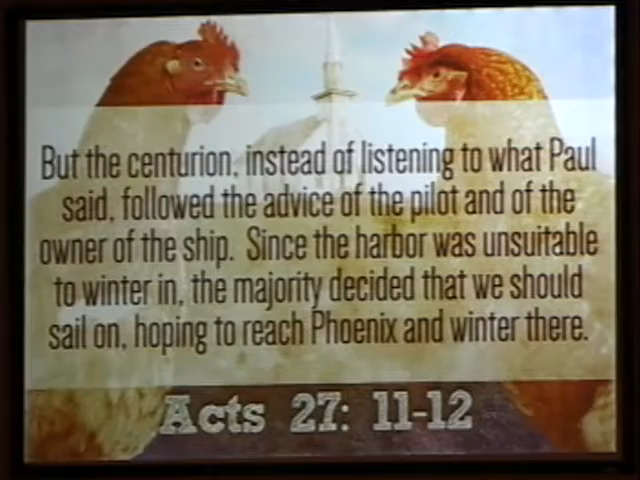 But the centurion, instead of listening to what Paul
said, followed the advice of the pilot and of the
owner of the ship. Since the harbor was unsuitable
to winter in, the majority decided that we should
sail on, hoping to reach Phoenix and winter there.
Acts 27: 11-12